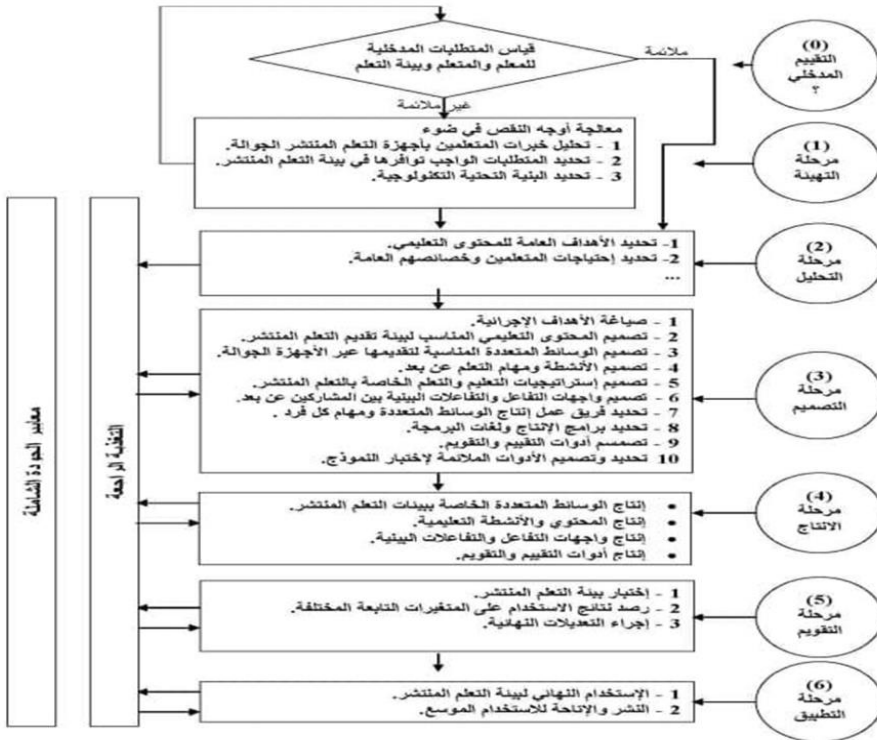 (0)
التقييم
المدخلي
؟
قياس المتطلبات المدخلية
للمعلم والمتعلم وبيئة التعلم
ملائمة
غير ملائمة
(1)
مرحلة
التهيئة
معالجة أوجه النقص في ضوء
1 - تحليل خبرات المتعلمين بأجهزة التعلم المنتشر الجوالة.
2 - تحديد المتطلبات الواجب توافرها في بيئة التعلم المنتشر.
3 - تحديد البنية التحتية التكنولوجية.
(2)
مرحلة
التحليل
1- تحديد الأهداف العامة للمحتوى التعليمي.
2- تحديد إحتياجات المتعلمين وخصائصهم العامة.
...
(3)
مرحلة
التصميم
1 - صياغة الأهداف الإجرائية.
2 - تصميم المحتوى التعليمي المناسب لبيئة تقديم التعلم المنتشر.
3 - تصميم الوسائط المتعددة المناسبة لتقديمها عبر الأجهزة الجوالة.
4 - تصميم الأنشطة ومهام التعلم عن بعد.
5 - تصميم إستراتيجيات التعليم والتعلم الخاصة بالتعلم المنتشر.
6 - تصميم واجهات التفاعل والتفاعلات البينية بين المشاركين عن بعد.
7 - تحديد فريق عمل إنتاج الوسائط المتعددة ومهام كل فرد .
8 - تحديد برامج الإنتاج ولغات البرمجة.
9 - تصمسم أدوات التقييم والتقويم.
10 تحديد وتصميم الأدوات الملائمة لإختبار النموذج.
(4)
مرحلة
الانتاج
• إنتاج الوسائط المتعددة الخاصة ببيئات التعلم المنتشر.
• إنتاج المحتوي والأنشطة التعليمية.
• إنتاج واجهات التفاعل والتفاعلات البينية.
• إنتاج أدوات التقييم والتقويم.
(5)
مرحلة
التقويم
1 - إختبار بيئة التعلم المنتشر.
2 - رصد نتائج الاستخدام على المتغيرات التابعة المختلفة.
3 - إجراء التعديلات النهائية.
(6)
مرحلة
التطبيق
1 - الإستخدام النهائي لبيئة التعلم المنتشر.
2 - النشر والإتاحة للاستخدام الموسع.
التغذية الراجعة
معايير الجودة الشاملة